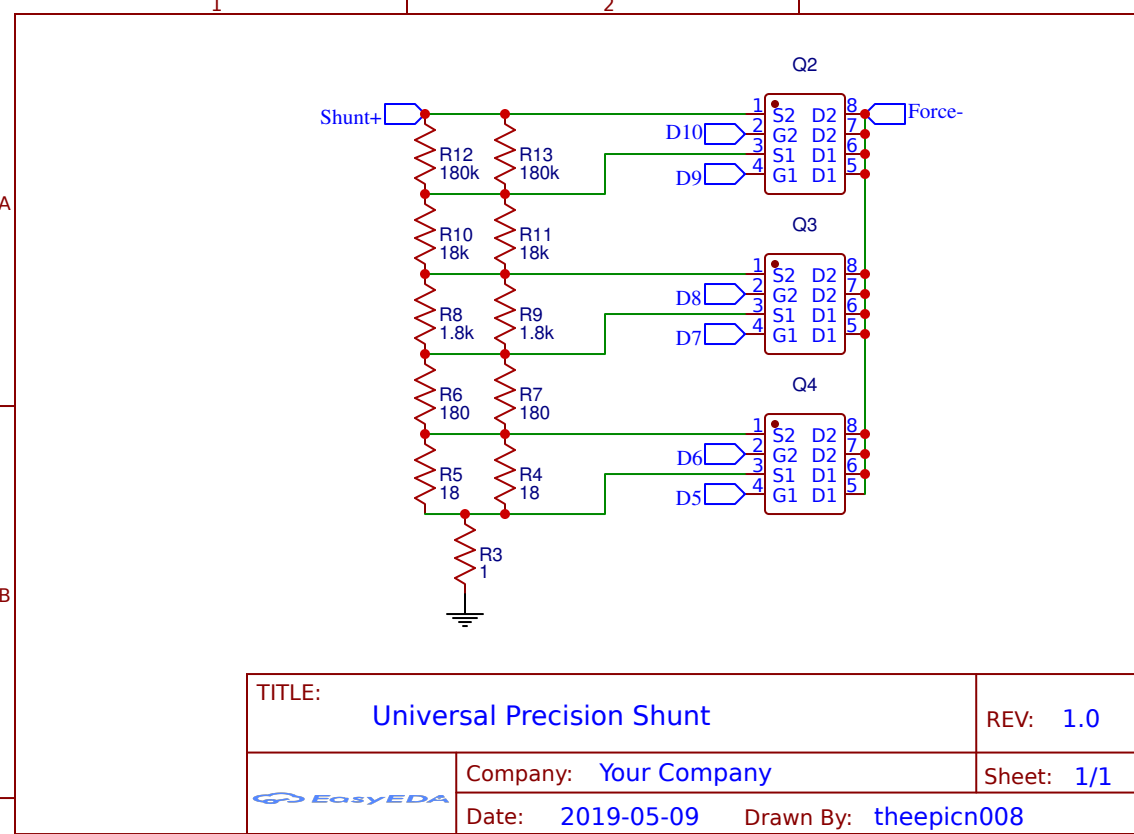 1 2
Q2
Shunt+ 1 S2 D2 8 Force-
D10 2 G2 D2 7
R12 R13 3 S1 D1 6
180k 180k D9 4 G1 D1 5
A
Q3
R10 R11
18k 18k
1 S2 D2 8
D8 2 G2 D2 7
R8 R9 3 S1 D1 6
1.8k 1.8k D7 4 G1 D1 5
Q4
R6 R7
180 180
1 S2 D2 8
D6 2 G2 D2 7
R5 R4 3 S1 D1 6
18 18 D5 4 G1 D1 5
R3
1
B
TITLE:
Universal Precision Shunt
REV: 1.0
EasyEDA
Company: Your Company
Sheet: 1/1
Date: 2019-05-09 Drawn By: theepicn008